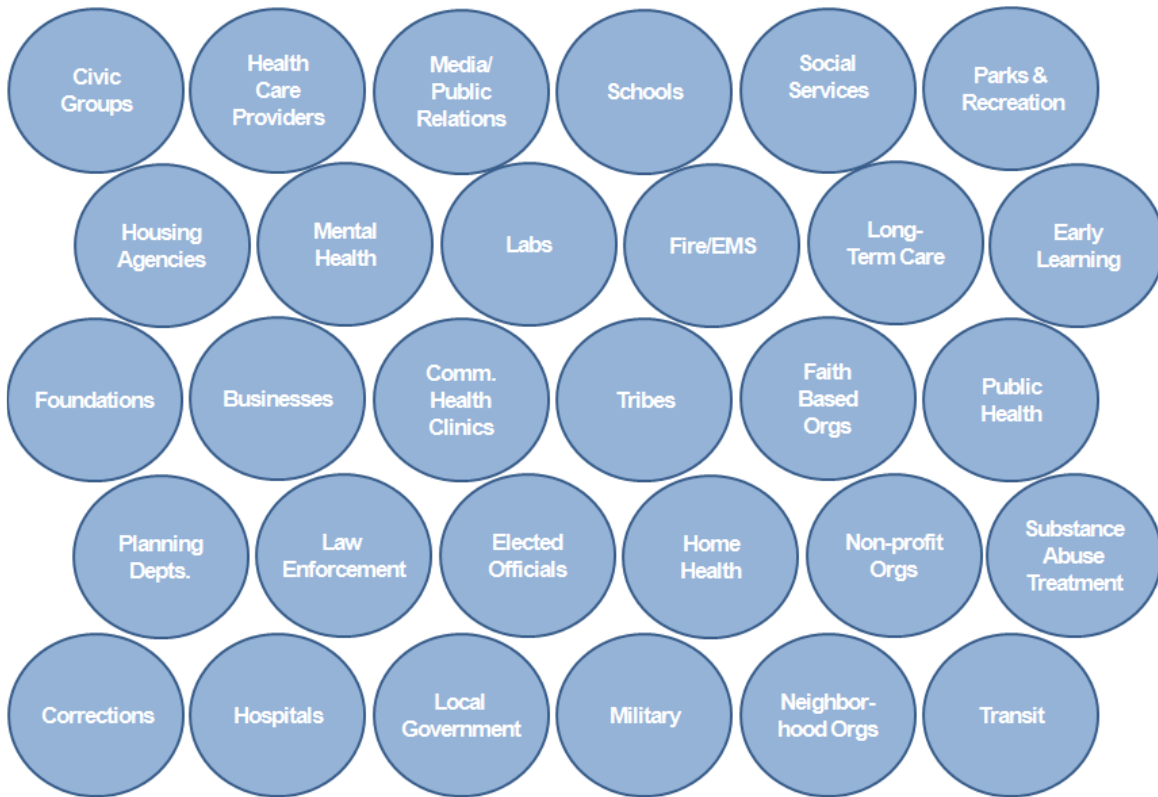 Civic
Groups
Health
Care
Providers
Media/
Public
Relations
Schools
Social
Services
Parks &
Recreation
Housing
Agencies
Mental
Health
Labs
Fire/EMS
Long-
Term Care
Early
Learning
Foundations
Businesses
Comm.
Health
Clinics
Tribes
Faith
Based
Orgs
Public
Health
Planning
Depts.
Law
Enforcement
Elected
Officials
Home
Health
Non-profit
Orgs
Substance
Abuse
Treatment
Corrections
Hospitals
Local
Government
Military
Neighbor-
hood Orgs
Transit